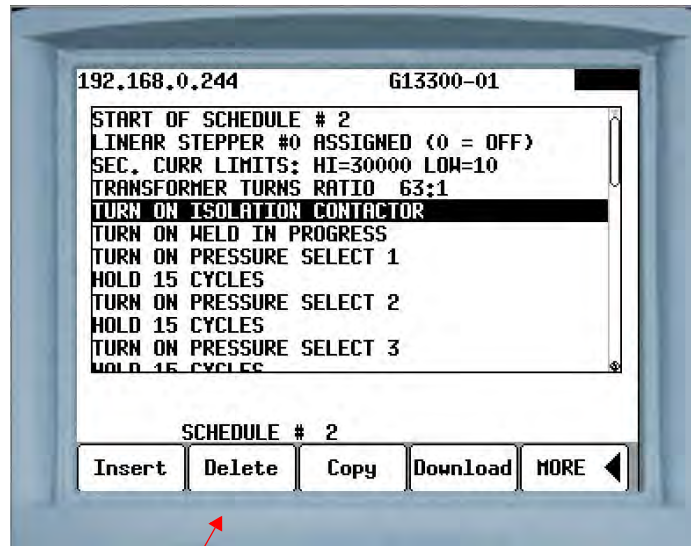 192.168.0.244 G13300-01
START OF SCHEDULE # 2
LINEAR STEPPER #0 ASSIGNED (0 = OFF)
SEC. CURR LIMITS: HI=30000 LOW=10
TRANSFORMER TURNS RATIO 63:1
TURN ON ISOLATION CONTACTOR
TURN ON WELD IN PROGRESS
TURN ON PRESSURE SELECT 1
HOLD 15 CYCLES
TURN ON PRESSURE SELECT 2
HOLD 15 CYCLES
TURN ON PRESSURE SELECT 3
HOLD 15 CYCLES
SCHEDULE # 2
Insert Delete Copy Download MORE